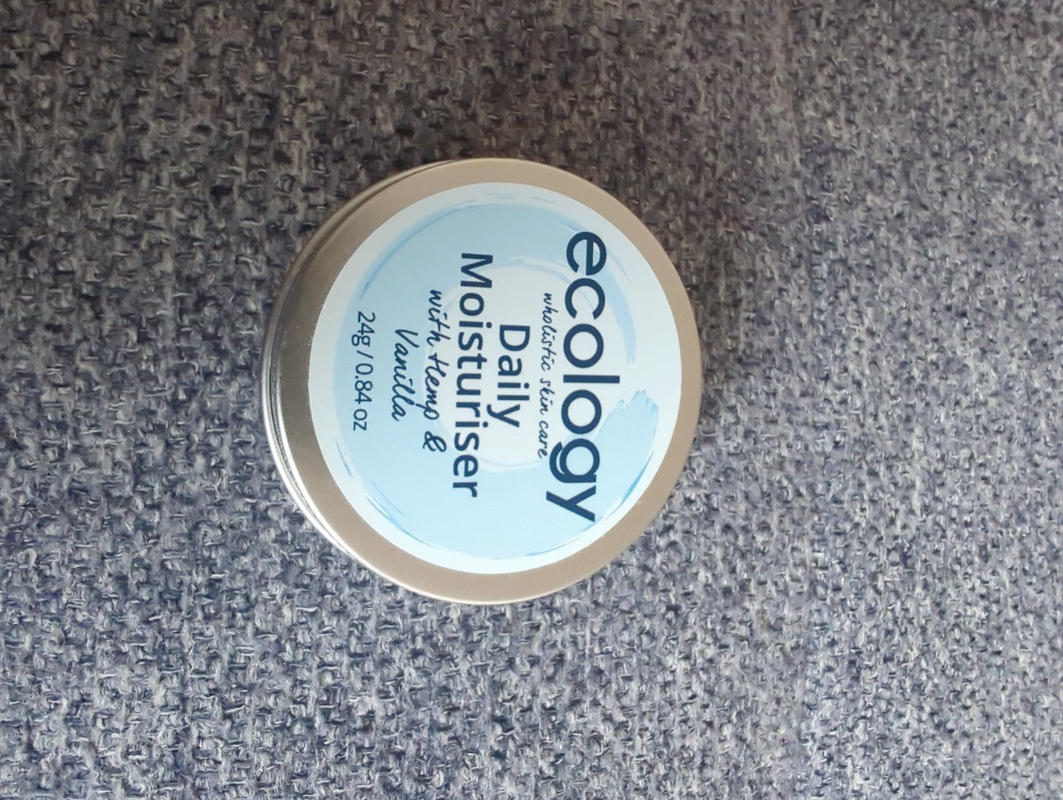 ecology
wholistic skin care
Daily
Moisturiser
with Hemp &
Vanilla
24g / 0.84 oz